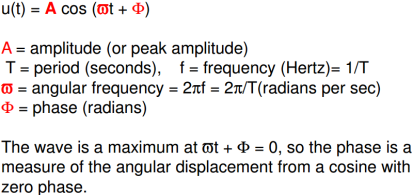 u(t) = A cos (ϖt + Φ)
A = amplitude (or peak amplitude)
T = period (seconds), f = frequency (Hertz)= 1/T
ϖ = angular frequency = 2πf = 2π/T(radians per sec)
Φ = phase (radians)
The wave is a maximum at ϖt + Φ = 0, so the phase is a
measure of the angular displacement from a cosine with
zero phase.